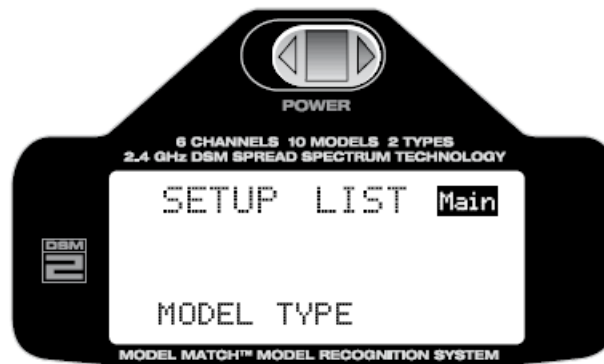 POWER
6 CHANNELS 10 MODELS 2 TYPES
2.4 GHz DSM SPREAD SPECTRUM TECHNOLOGY
SETUP LIST Main
DSM
2
MODEL TYPE
MODEL MATCH™ MODEL RECOGNITION SYSTEM